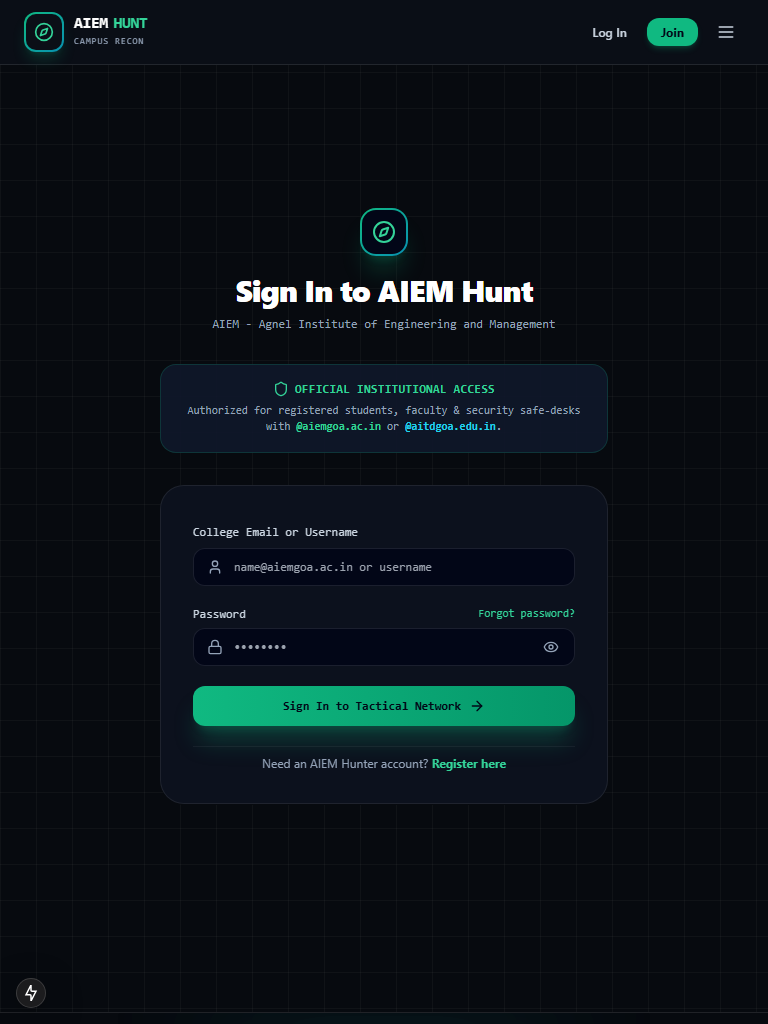 AIEM HUNT
CAMPUS RECON
Log In
Join
Sign In to AIEM Hunt
AIEM - Agnel Institute of Engineering and Management
OFFICIAL INSTITUTIONAL ACCESS
Authorized for registered students, faculty & security safe-desks
with @aiemgoa.ac.in or @aitdgoa.edu.in.
College Email or Username
name@aiemgoa.ac.in or username
Password
Forgot password?
••••••••
Sign In to Tactical Network →
Need an AIEM Hunter account? Register here